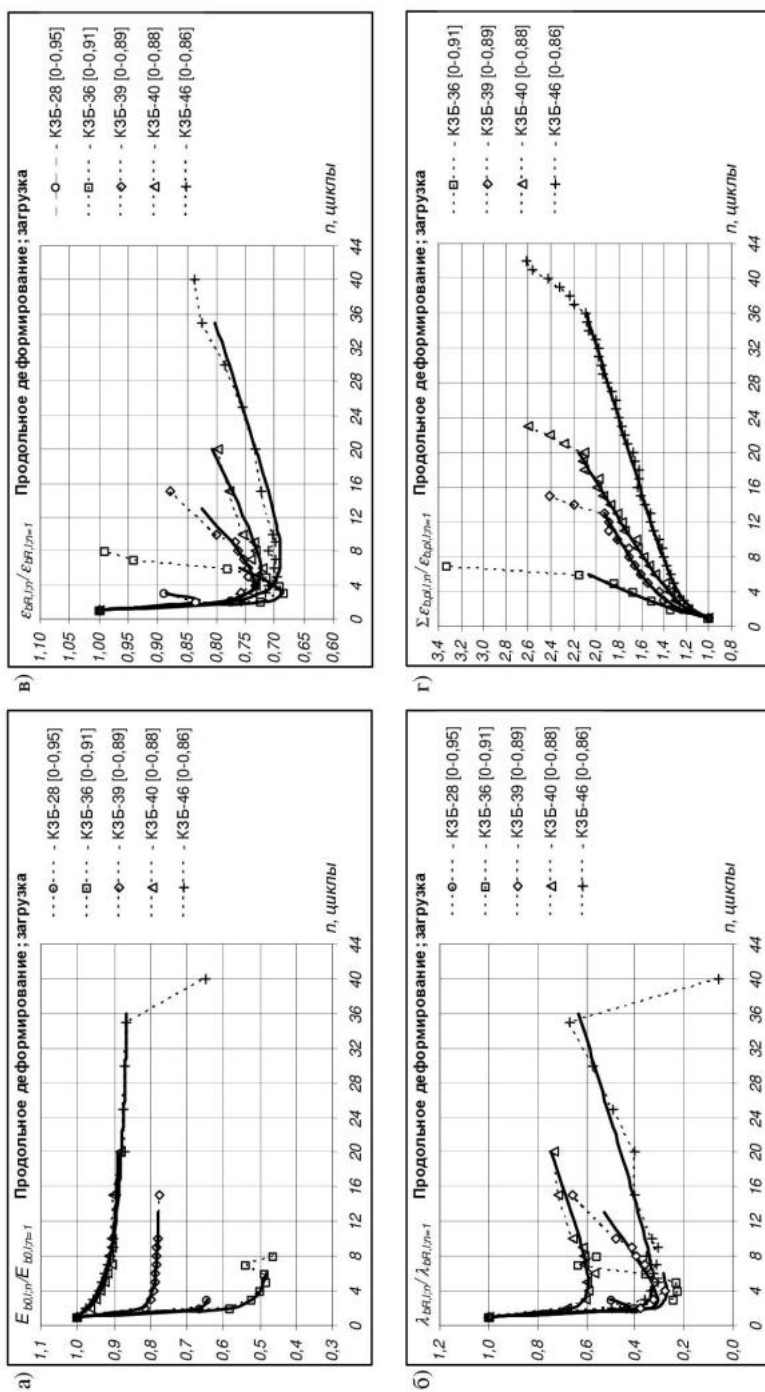 а)
E b0,l;n/E b0,l;n=1
Продольное деформирование; загрузка
1,1
1,0
0,9
0,8
0,7
0,6
0,5
0,4
0 4 8 12 16 20 24 28 32 36 40 44
n, циклы
- КЗБ-28 [0-0,95]
- КЗБ-36 [0-0,91]
- КЗБ-39 [0-0,89]
- КЗБ-40 [0-0,88]
- КЗБ-46 [0-0,86]
б)
λbR,l;n/λbR,l;n=1
Продольное деформирование; загрузка
1,0
0,8
0,6
0,4
0,2
0,0
0 4 8 12 16 20 24 28 32 36 40 44
n, циклы
- КЗБ-28 [0-0,95]
- КЗБ-36 [0-0,91]
- КЗБ-39 [0-0,89]
- КЗБ-40 [0-0,88]
- КЗБ-46 [0-0,86]
в)
εbR,l;n/εbR,l;n=1
Продольное деформирование; загрузка
1,10
1,05
1,00
0,95
0,90
0,85
0,80
0,75
0,70
0,65
0,60
0 4 8 12 16 20 24 28 32 36 40 44
n, циклы
- КЗБ-28 [0-0,95]
- КЗБ-36 [0-0,91]
- КЗБ-39 [0-0,89]
- КЗБ-40 [0-0,88]
- КЗБ-46 [0-0,86]
г)
Σεb,pl,l;n/εb,pl,l;n=1
Продольное деформирование; загрузка
3,4
3,2
3,0
2,8
2,6
2,4
2,2
2,0
1,8
1,6
1,4
1,2
1,0
0,8
0 4 8 12 16 20 24 28 32 36 40 44
n, циклы
- КЗБ-36 [0-0,91]
- КЗБ-39 [0-0,89]
- КЗБ-40 [0-0,88]
- КЗБ-46 [0-0,86]